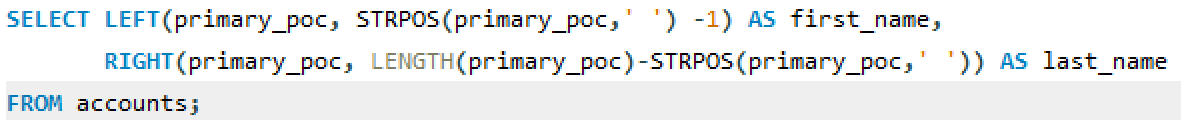 SELECT LEFT(primary_poc, STRPOS(primary_poc,' ') -1) AS first_name,
RIGHT(primary_poc, LENGTH(primary_poc)-STRPOS(primary_poc,' ')) AS last_name
FROM accounts;